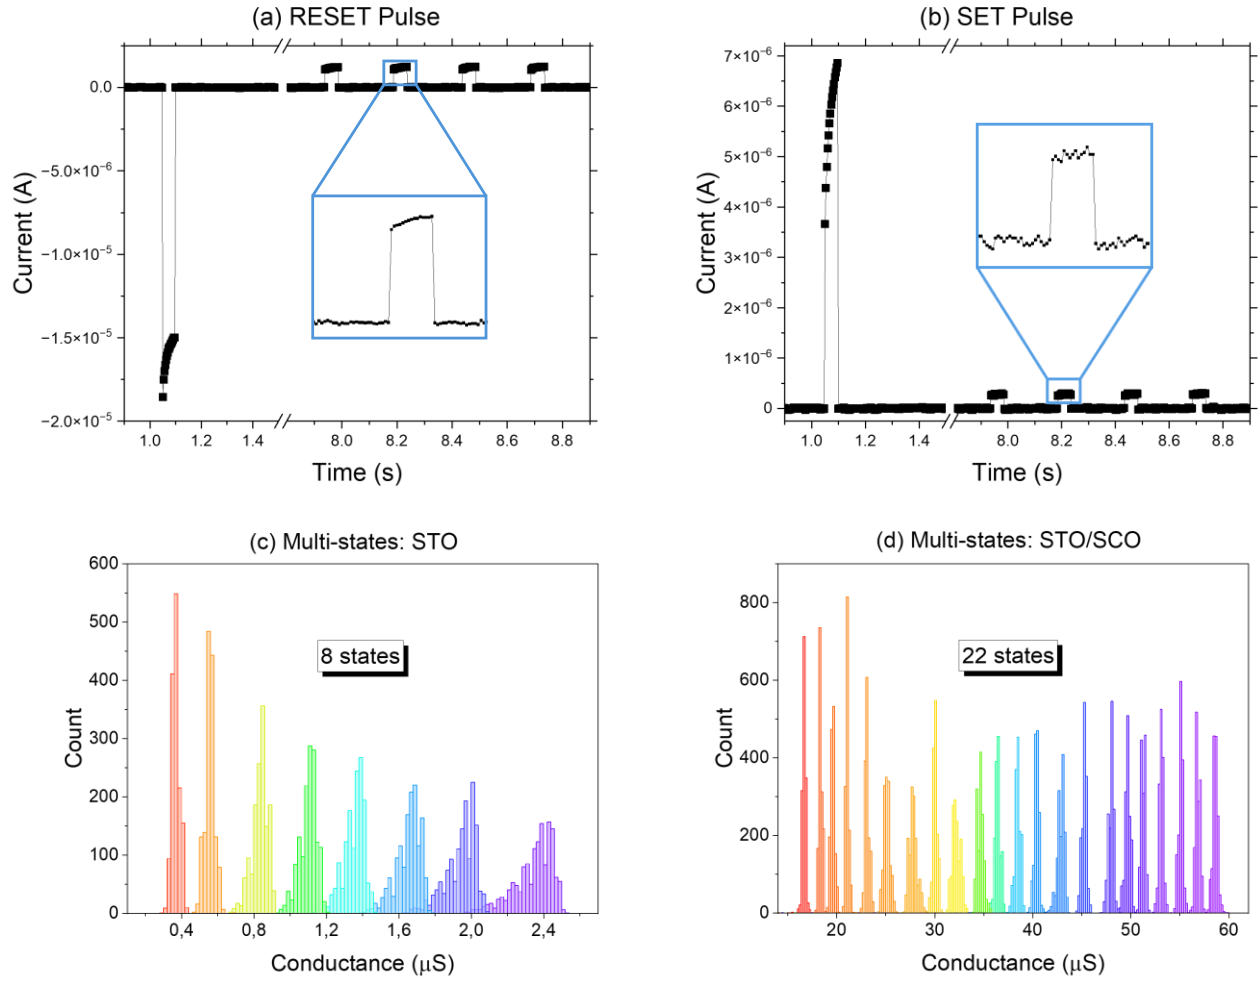 (a) RESET Pulse
0.0
−5.0×10⁻⁶
−1.0×10⁻⁵
−1.5×10⁻⁵
−2.0×10⁻⁵
Current (A)
1.0 1.2 1.4 8.0 8.2 8.4 8.6 8.8
Time (s)
(b) SET Pulse
7×10⁻⁶
6×10⁻⁶
5×10⁻⁶
4×10⁻⁶
3×10⁻⁶
2×10⁻⁶
1×10⁻⁶
0
Current (A)
1.0 1.2 1.4 8.0 8.2 8.4 8.6 8.8
Time (s)
(c) Multi-states: STO
600
500
400
300
200
100
0
Count
8 states
0,4 0,8 1,2 1,6 2,0 2,4
Conductance (μS)
(d) Multi-states: STO/SCO
800
600
400
200
0
Count
22 states
20 30 40 50 60
Conductance (μS)